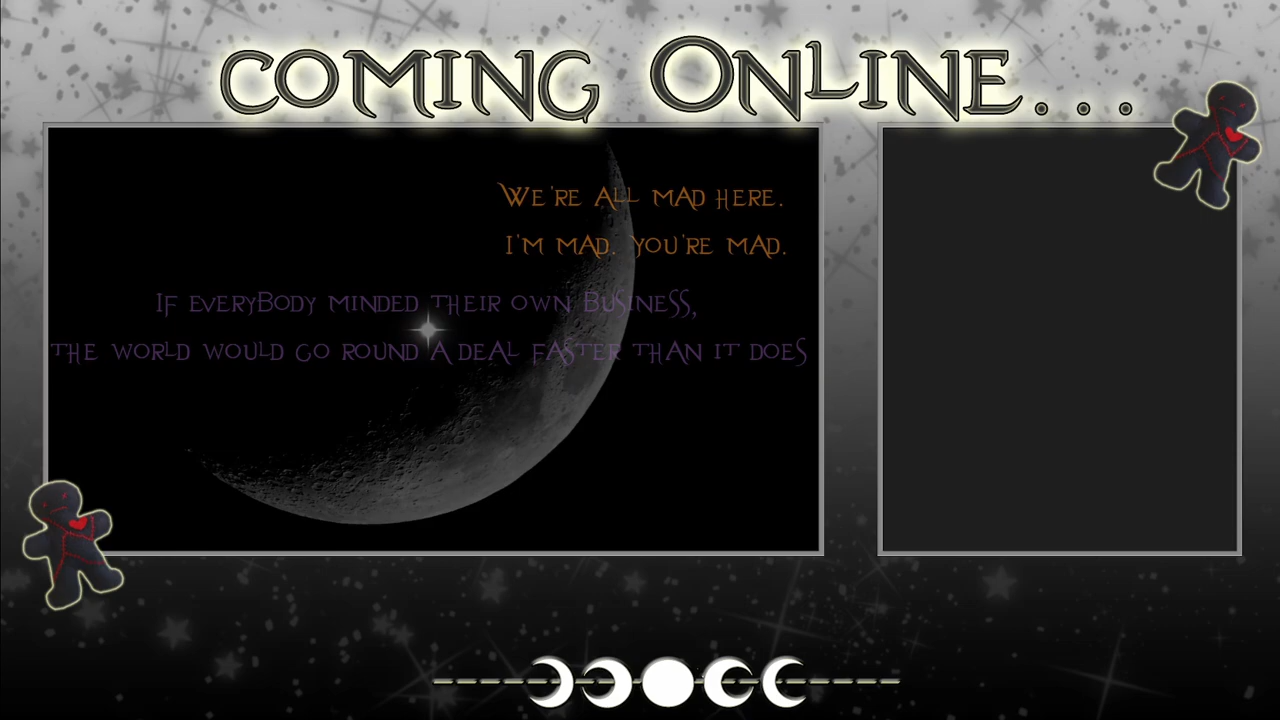 Coming Online...
We're all mad here.
I'm mad. You're mad.
If everybody minded their own business,
the world would go round a deal faster than it does